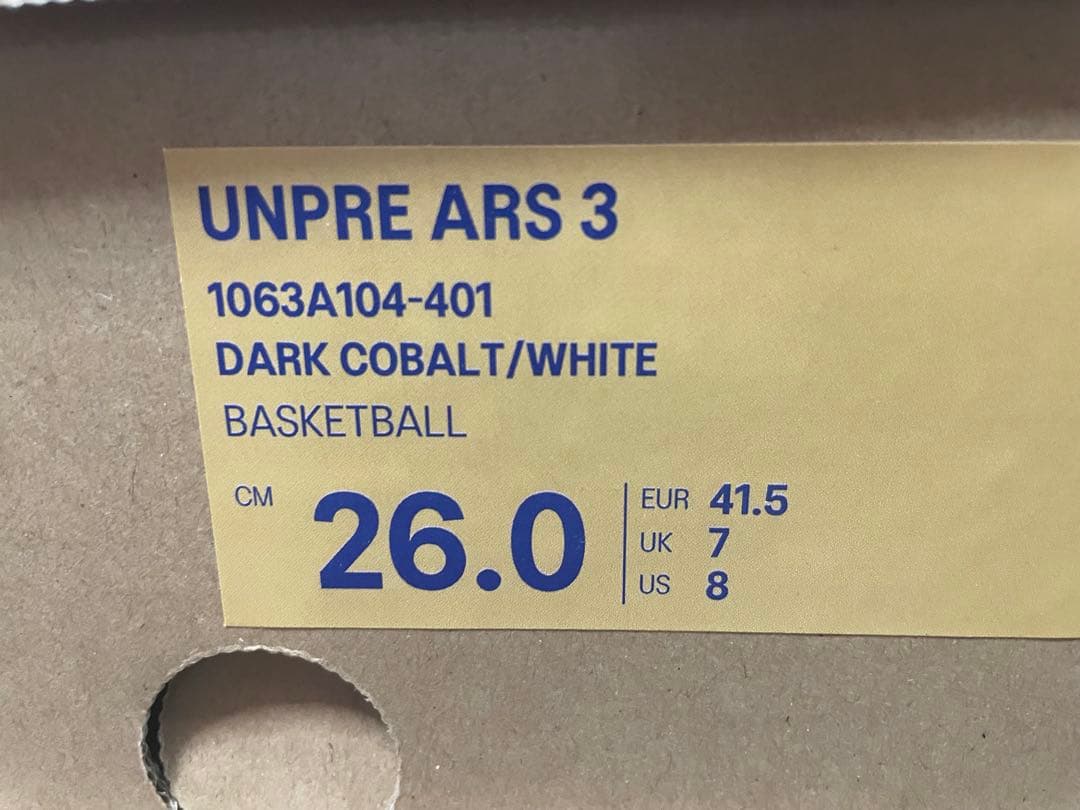 UNPRE ARS 3
1063A104-401
DARK COBALT/WHITE
BASKETBALL
CM 26.0
EUR 41.5
UK 7
US 8